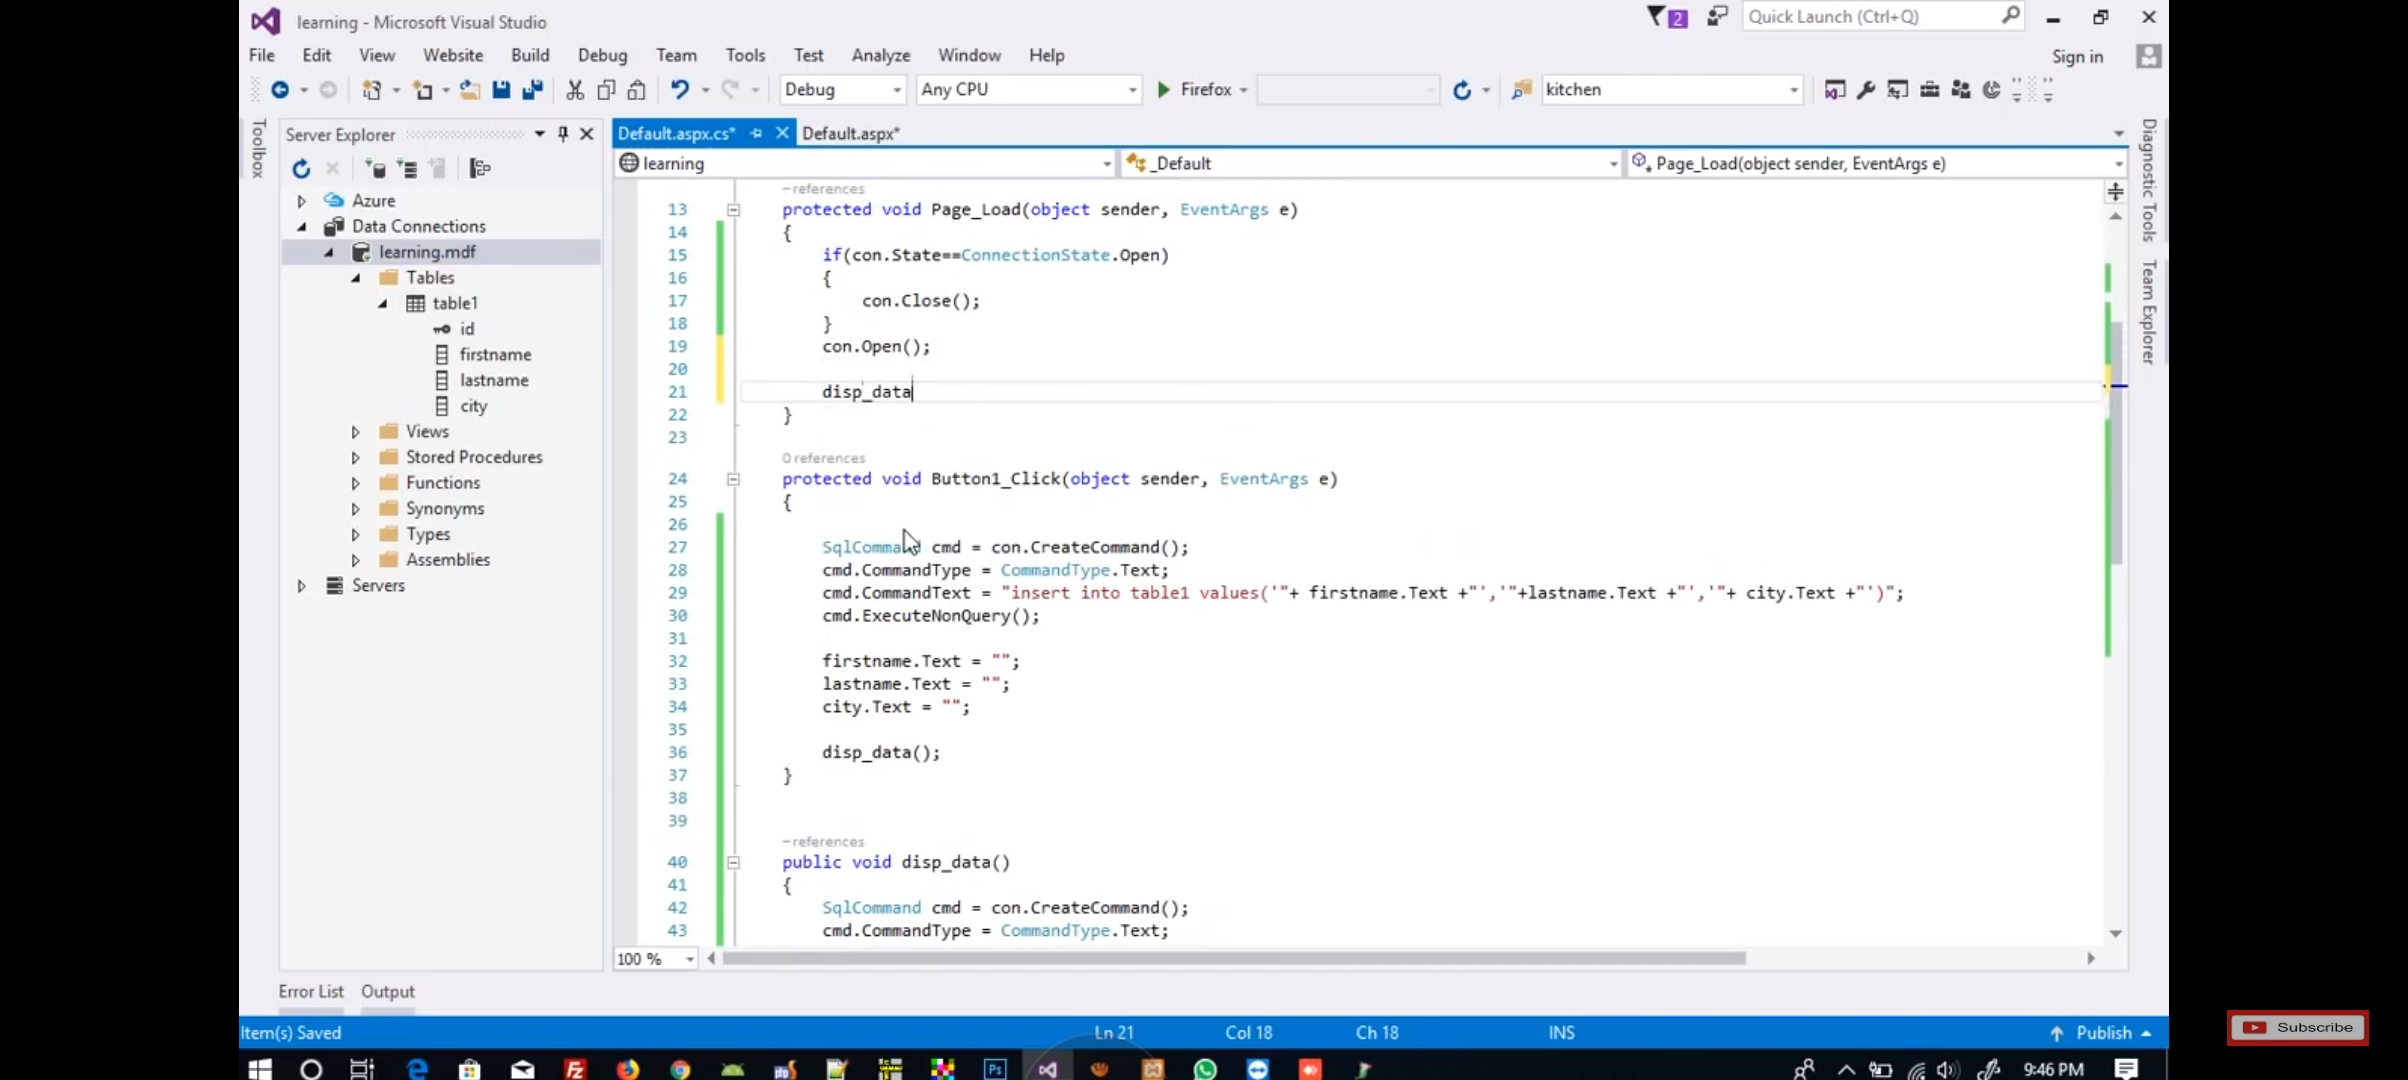 learning - Microsoft Visual Studio
2
Quick Launch (Ctrl+Q)
File Edit View Website Build Debug Team Tools Test Analyze Window Help
Sign in
Debug Any CPU Firefox kitchen
Toolbox
Server Explorer
Azure
Data Connections
learning.mdf
Tables
table1
id
firstname
lastname
city
Views
Stored Procedures
Functions
Synonyms
Types
Assemblies
Servers
Default.aspx.cs* Default.aspx*
learning _Default Page_Load(object sender, EventArgs e)
references
13 protected void Page_Load(object sender, EventArgs e)
14 {
15 if(con.State==ConnectionState.Open)
16 {
17 con.Close();
18 }
19 con.Open();
20
21 disp_data
22 }
23
0 references
24 protected void Button1_Click(object sender, EventArgs e)
25 {
26
27 SqlCommand cmd = con.CreateCommand();
28 cmd.CommandType = CommandType.Text;
29 cmd.CommandText = "insert into table1 values('"+ firstname.Text +"','"+lastname.Text +"','"+ city.Text +"')";
30 cmd.ExecuteNonQuery();
31
32 firstname.Text = "";
33 lastname.Text = "";
34 city.Text = "";
35
36 disp_data();
37 }
38
39
references
40 public void disp_data()
41 {
42 SqlCommand cmd = con.CreateCommand();
43 cmd.CommandType = CommandType.Text;
100 %
Diagnostic Tools
Team Explorer
Error List Output
Item(s) Saved Ln 21 Col 18 Ch 18 INS Publish
Subscribe
9:46 PM